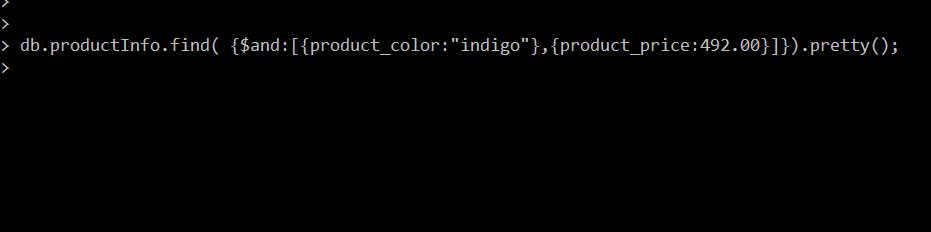 >
>
> db.productInfo.find( {$and:[{product_color:"indigo"},{product_price:492.00}]}).pretty();
>